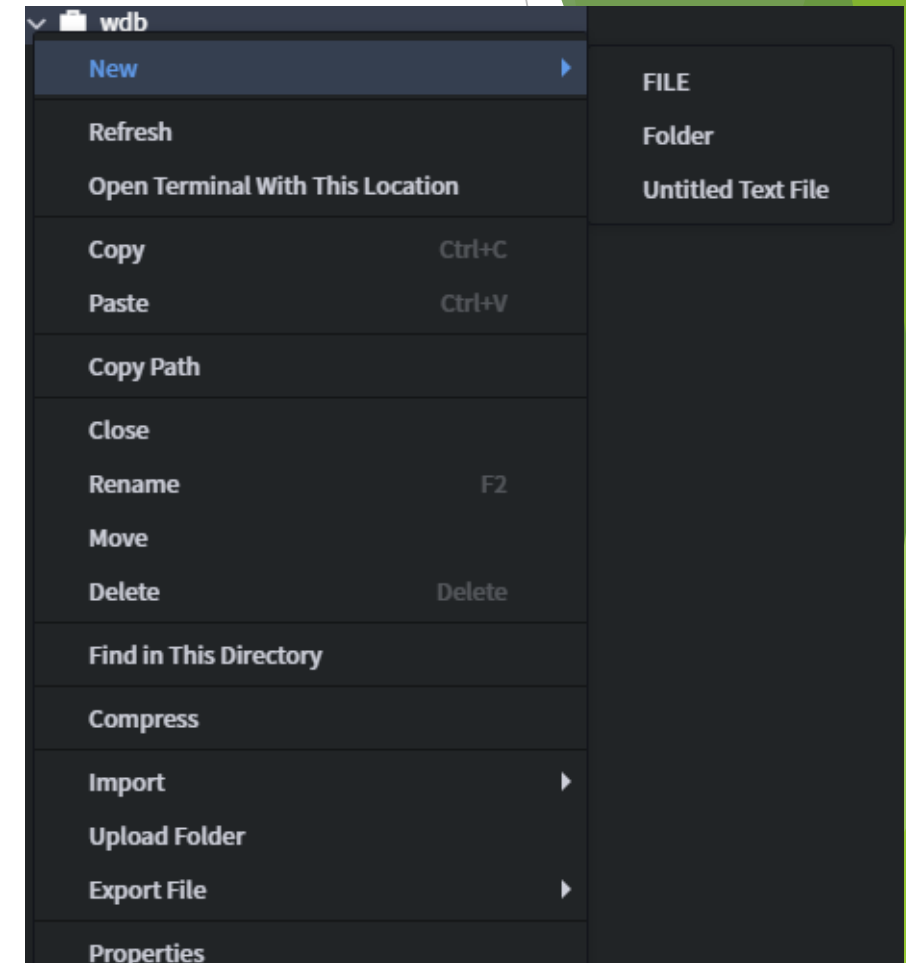 wdb
New
FILE
Folder
Untitled Text File
Refresh
Open Terminal With This Location
Copy Ctrl+C
Paste Ctrl+V
Copy Path
Close
Rename F2
Move
Delete Delete
Find in This Directory
Compress
Import
Upload Folder
Export File
Properties